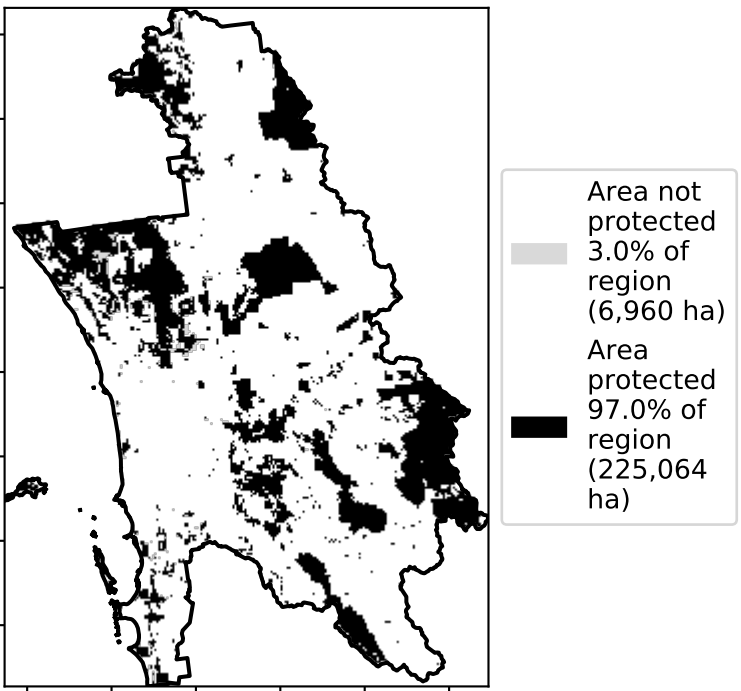 Area not
protected
3.0% of
region
(6,960 ha)
Area
protected
97.0% of
region
(225,064
ha)